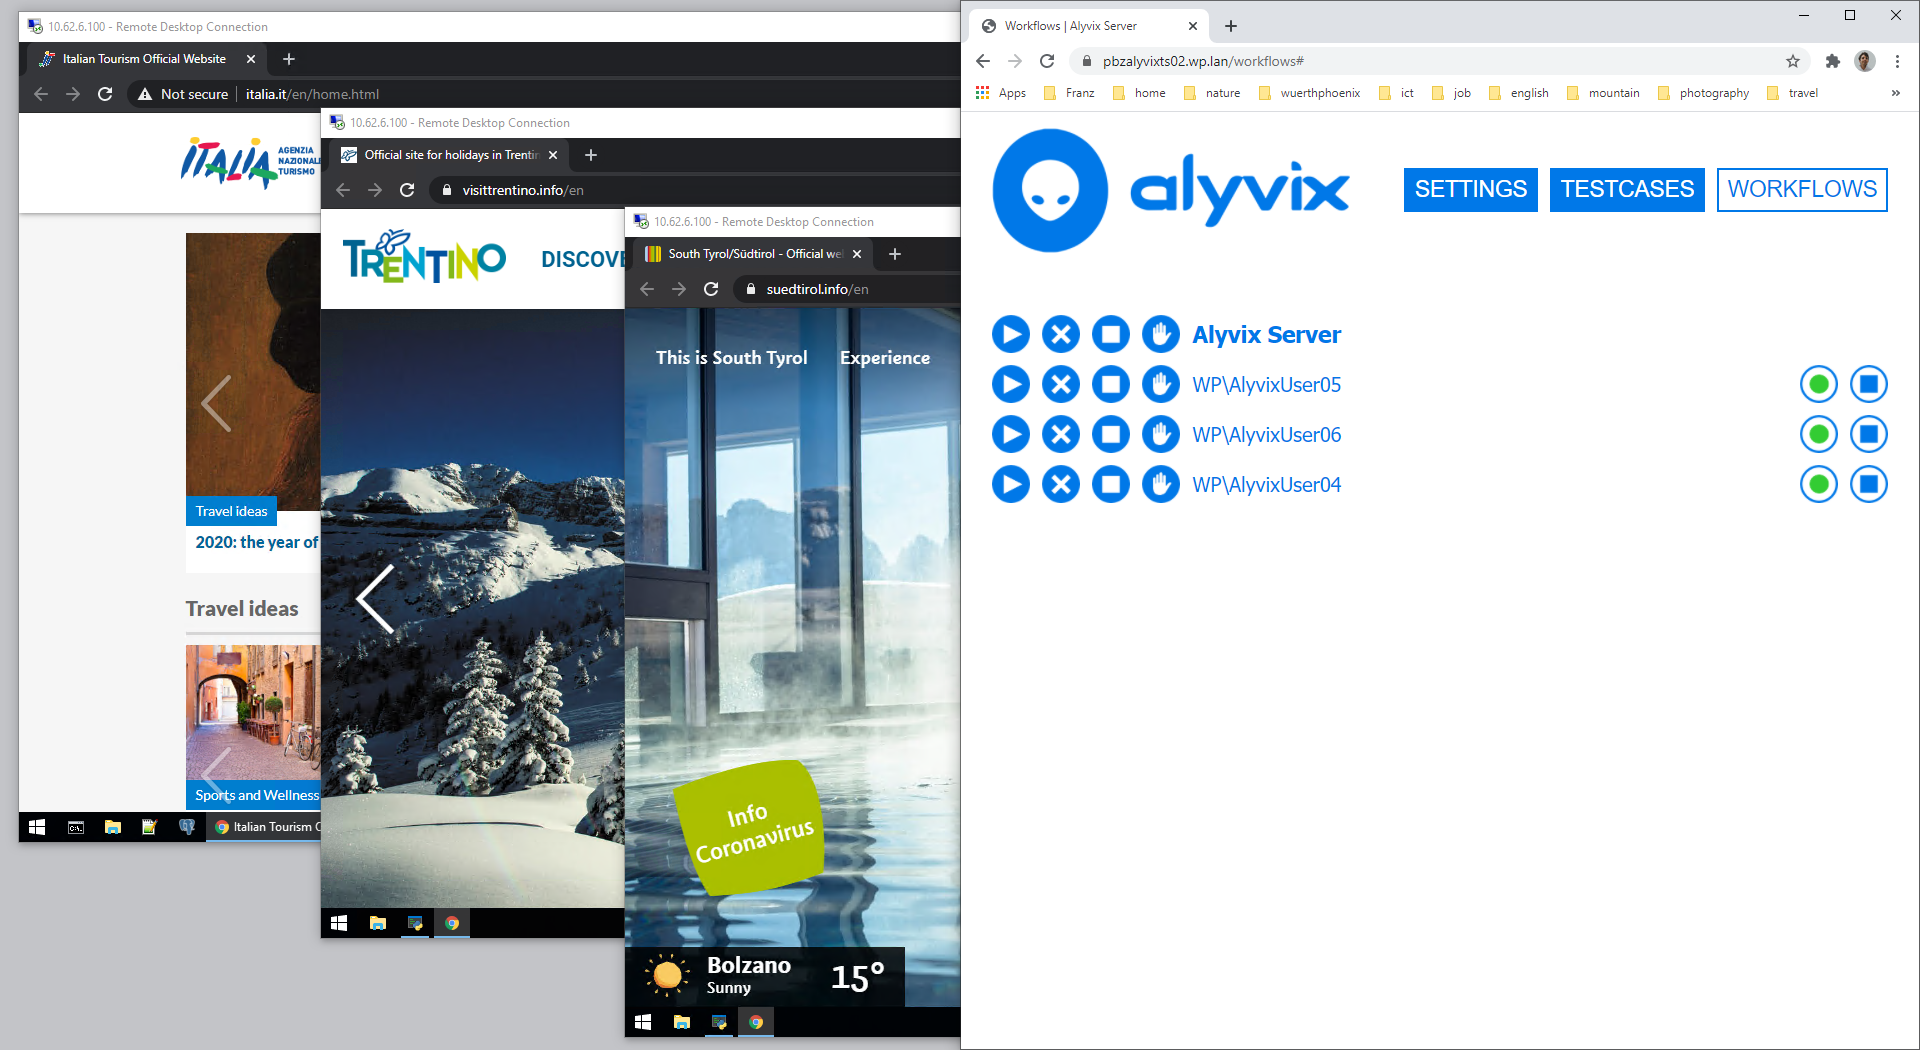 10.62.6.100 - Remote Desktop Connection
Italian Tourism Official Website
Not secure
italia.it/en/home.html
ITALIA
AGENZIA
NAZIONALE
TURISMO
Travel ideas
2020: the year of
Travel ideas
Sports and Wellness
Italian Tourism O
10.62.6.100 - Remote Desktop Connection
Official site for holidays in Trentin
visittrentino.info/en
TRENTINO
DISCOVE
10.62.6.100 - Remote Desktop Connection
South Tyrol/Südtirol - Official we
suedtirol.info/en
This is South Tyrol
Experience
Info
Coronavirus
Bolzano
Sunny
15°
Workflows | Alyvix Server
pbzalyvixts02.wp.lan/workflows#
Apps Franz home nature wuerthphoenix ict job english mountain photography travel
alyvix
SETTINGS TESTCASES WORKFLOWS
Alyvix Server
WP\AlyvixUser05
WP\AlyvixUser06
WP\AlyvixUser04